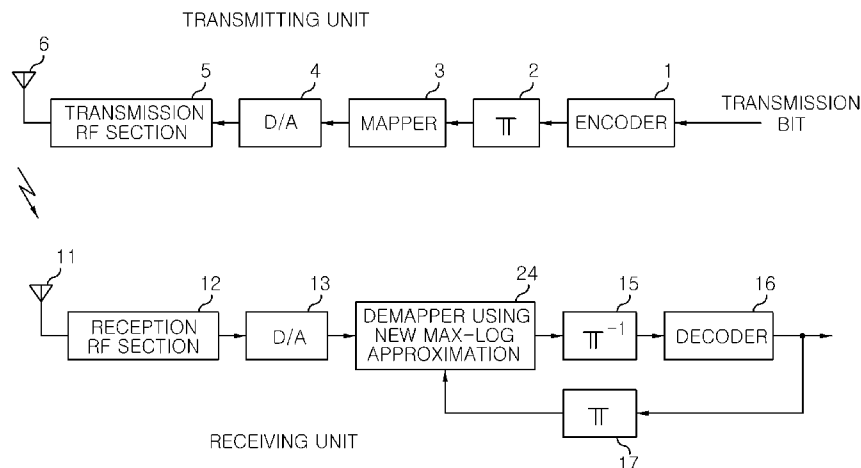 TRANSMITTING UNIT
6
5
4
3
2
1
TRANSMISSION
RF SECTION
D/A
MAPPER
π
ENCODER
TRANSMISSION
BIT
11
12
13
24
15
16
RECEPTION
RF SECTION
D/A
DEMAPPER USING
NEW MAX-LOG
APPROXIMATION
π⁻¹
DECODER
π
17
RECEIVING UNIT